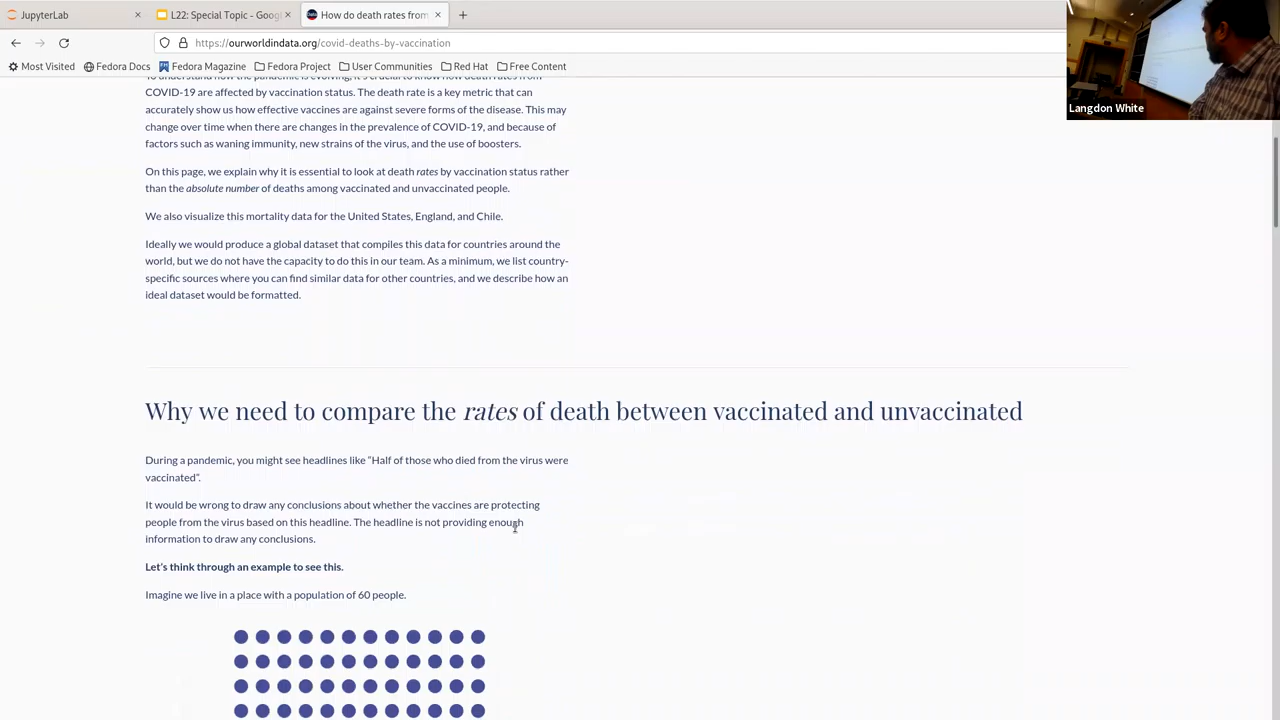 JupyterLab
L22: Special Topic - Goog
How do death rates from
https://ourworldindata.org/covid-deaths-by-vaccination
Most Visited
Fedora Docs
Fedora Magazine
Fedora Project
User Communities
Red Hat
Free Content
Langdon White
To understand how the pandemic is evolving, it's crucial to know how death rates from
COVID-19 are affected by vaccination status. The death rate is a key metric that can
accurately show us how effective vaccines are against severe forms of the disease. This may
change over time when there are changes in the prevalence of COVID-19, and because of
factors such as waning immunity, new strains of the virus, and the use of boosters.
On this page, we explain why it is essential to look at death rates by vaccination status rather
than the absolute number of deaths among vaccinated and unvaccinated people.
We also visualize this mortality data for the United States, England, and Chile.
Ideally we would produce a global dataset that compiles this data for countries around the
world, but we do not have the capacity to do this in our team. As a minimum, we list country-
specific sources where you can find similar data for other countries, and we describe how an
ideal dataset would be formatted.
Why we need to compare the rates of death between vaccinated and unvaccinated
During a pandemic, you might see headlines like “Half of those who died from the virus were
vaccinated”.
It would be wrong to draw any conclusions about whether the vaccines are protecting
people from the virus based on this headline. The headline is not providing enough
information to draw any conclusions.
Let's think through an example to see this.
Imagine we live in a place with a population of 60 people.